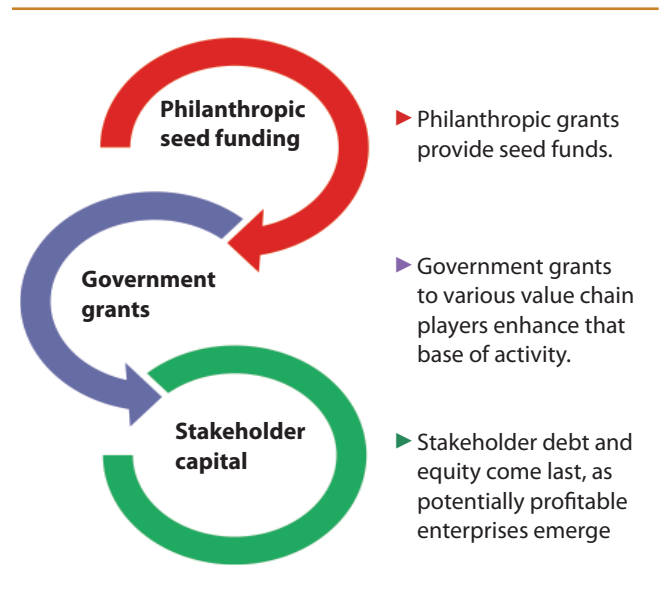 Philanthropic
seed funding
► Philanthropic grants
provide seed funds.
Government
grants
► Government grants
to various value chain
players enhance that
base of activity.
Stakeholder
capital
► Stakeholder debt and
equity come last, as
potentially profitable
enterprises emerge